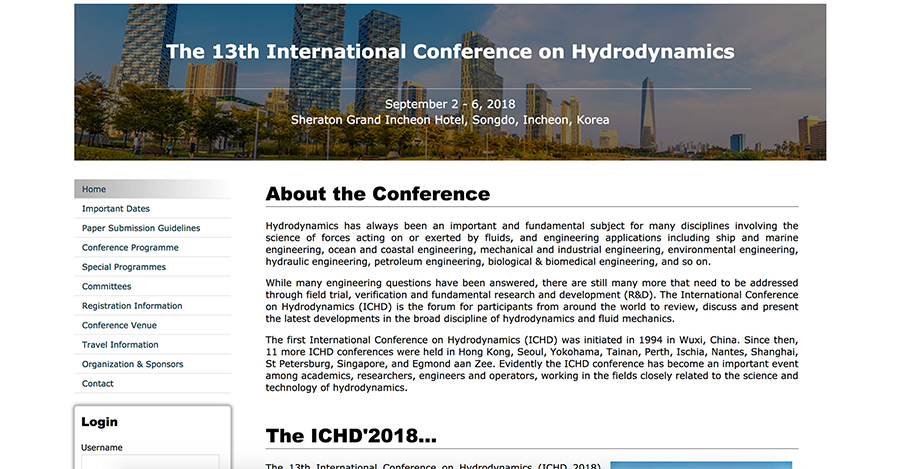 The 13th International Conference on Hydrodynamics
September 2 - 6, 2018
Sheraton Grand Incheon Hotel, Songdo, Incheon, Korea
Home
Important Dates
Paper Submission Guidelines
Conference Programme
Special Programmes
Committees
Registration Information
Conference Venue
Travel Information
Organization & Sponsors
Contact
Login
Username
About the Conference
Hydrodynamics has always been an important and fundamental subject for many disciplines involving the
science of forces acting on or exerted by fluids, and engineering applications including ship and marine
engineering, ocean and coastal engineering, mechanical and industrial engineering, environmental engineering,
hydraulic engineering, petroleum engineering, biological & biomedical engineering, and so on.
While many engineering questions have been answered, there are still many more that need to be addressed
through field trial, verification and fundamental research and development (R&D). The International Conference
on Hydrodynamics (ICHD) is the forum for participants from around the world to review, discuss and present
the latest developments in the broad discipline of hydrodynamics and fluid mechanics.
The first International Conference on Hydrodynamics (ICHD) was initiated in 1994 in Wuxi, China. Since then,
11 more ICHD conferences were held in Hong Kong, Seoul, Yokohama, Tainan, Perth, Ischia, Nantes, Shanghai,
St Petersburg, Singapore, and Egmond aan Zee. Evidently the ICHD conference has become an important event
among academics, researchers, engineers and operators, working in the fields closely related to the science and
technology of hydrodynamics.
The ICHD'2018...
The 13th International Conference on Hydrodynamics (ICHD 2018)